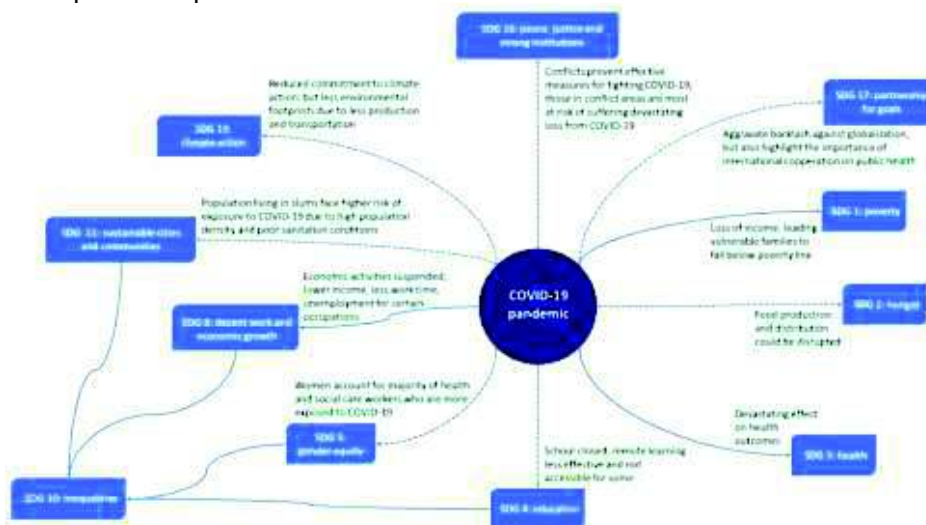 SDG 16: peace, justice and
strong institutions
Reduced commitment to climate
action; but less environmental
footprints due to less production
and transportation
Conflicts prevent effective
measures for fighting COVID-19;
those in conflict areas are most
at risk of suffering devastating
loss from COVID-19
SDG 17: partnership
for goals
SDG 13:
climate action
Aggravate backlash against globalization,
but also highlight the importance of
international cooperation on public health
Population living in slums face higher risk of
exposure to COVID-19 due to high population
density and poor sanitation conditions
SDG 1: poverty
SDG 11: sustainable cities
and communities
Loss of income, leading
vulnerable families to
fall below poverty line
Economic activities suspended;
lower income, less work time,
unemployment for certain
occupations
COVID-19
pandemic
SDG 2: hunger
SDG 8: decent work and
economic growth
Food production
and distribution
could be disrupted
Women account for majority of health
and social care workers who are more
exposed to COVID-19
Devastating effect
on health
outcomes
SDG 5:
gender equity
School closed; remote learning
less effective and not
accessible for some
SDG 3: health
SDG 10: inequalities
SDG 4: education